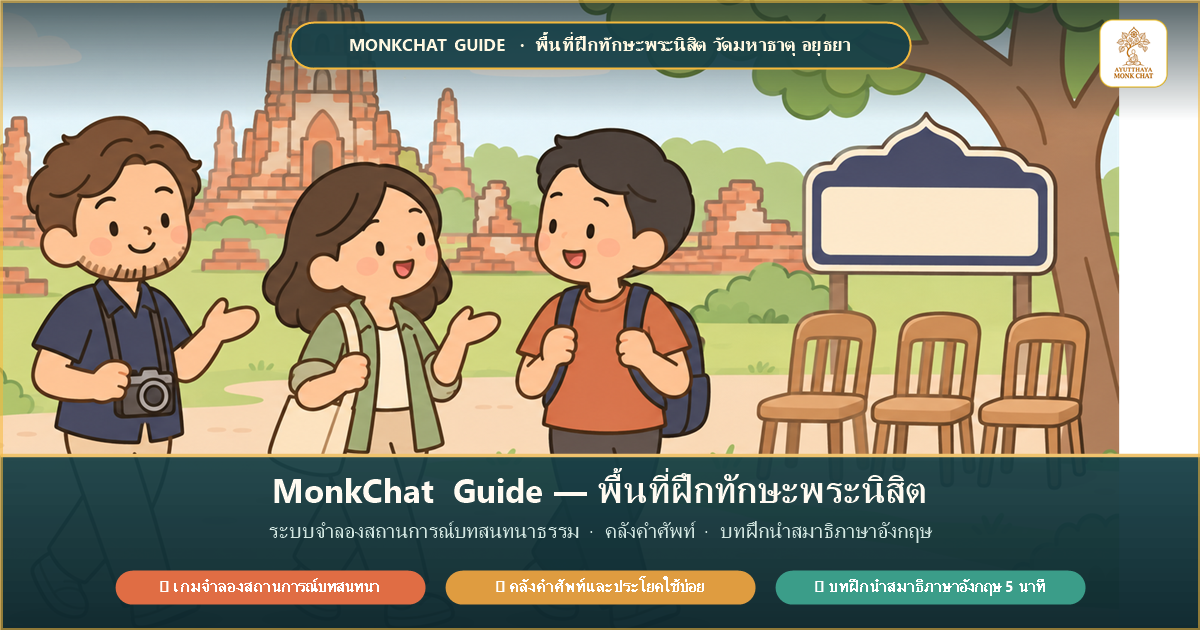 MONKCHAT GUIDE · พื้นที่ฝึกทักษะพระนิสิต วัดมหาธาตุ อยุธยา
AYUTTHAYA
MONK CHAT
MonkChat Guide — พื้นที่ฝึกทักษะพระนิสิต
ระบบจำลองสถานการณ์บทสนทนาธรรม · คลังคำศัพท์ · บทฝึกนำสมาธิภาษาอังกฤษ
เกมจำลองสถานการณ์บทสนทนา
คลังคำศัพท์และประโยคใช้บ่อย
บทฝึกนำสมาธิภาษาอังกฤษ 5 นาที